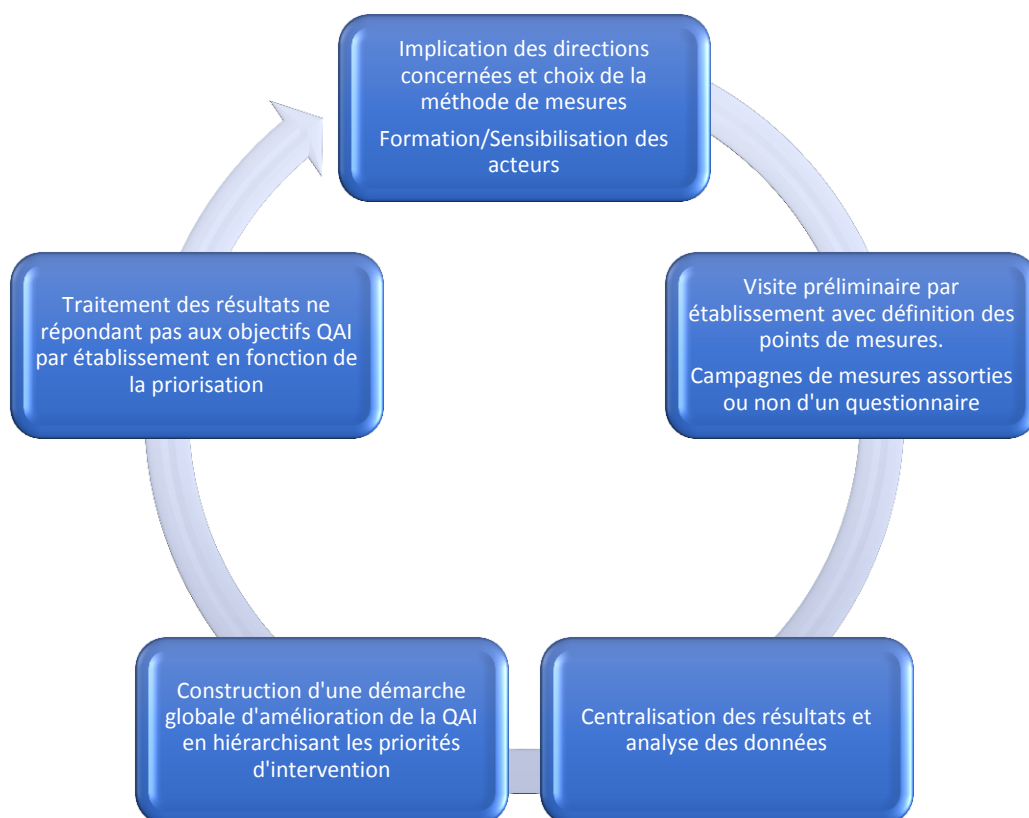 Implication des directions
concernées et choix de la
méthode de mesures
Formation/Sensibilisation des
acteurs
Visite préliminaire par
établissement avec définition des
points de mesures.
Campagnes de mesures assorties
ou non d'un questionnaire
Centralisation des résultats et
analyse des données
Construction d'une démarche
globale d'amélioration de la QAI
en hiérarchisant les priorités
d'intervention
Traitement des résultats ne
répondant pas aux objectifs QAI
par établissement en fonction de
la priorisation